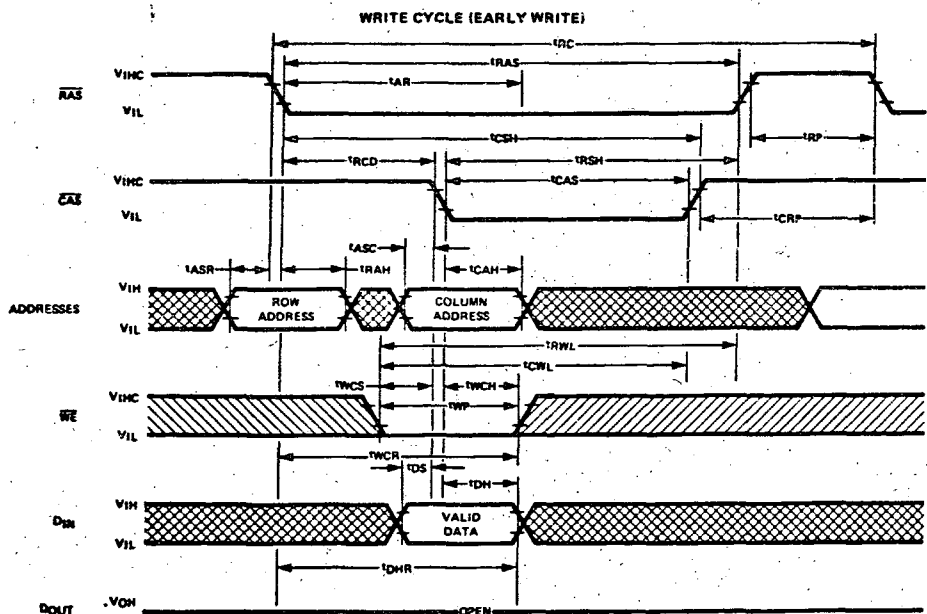 WRITE CYCLE (EARLY WRITE)
tRC
tRAS
tAR
RAS
VIHC
VIL
tCSH
tRP
tRCD
tRSH
CAS
VIHC
VIL
tCAS
tCRP
tASC
tASR
tRAH
tCAH
ADDRESSES
VIH
VIL
ROW ADDRESS
COLUMN ADDRESS
tRWL
tCWL
tWCS
tWCH
WE
VIHC
VIL
tWP
tWCR
tDS
tDH
DIN
VIH
VIL
VALID DATA
tDHR
DOUT
VOH
OPEN